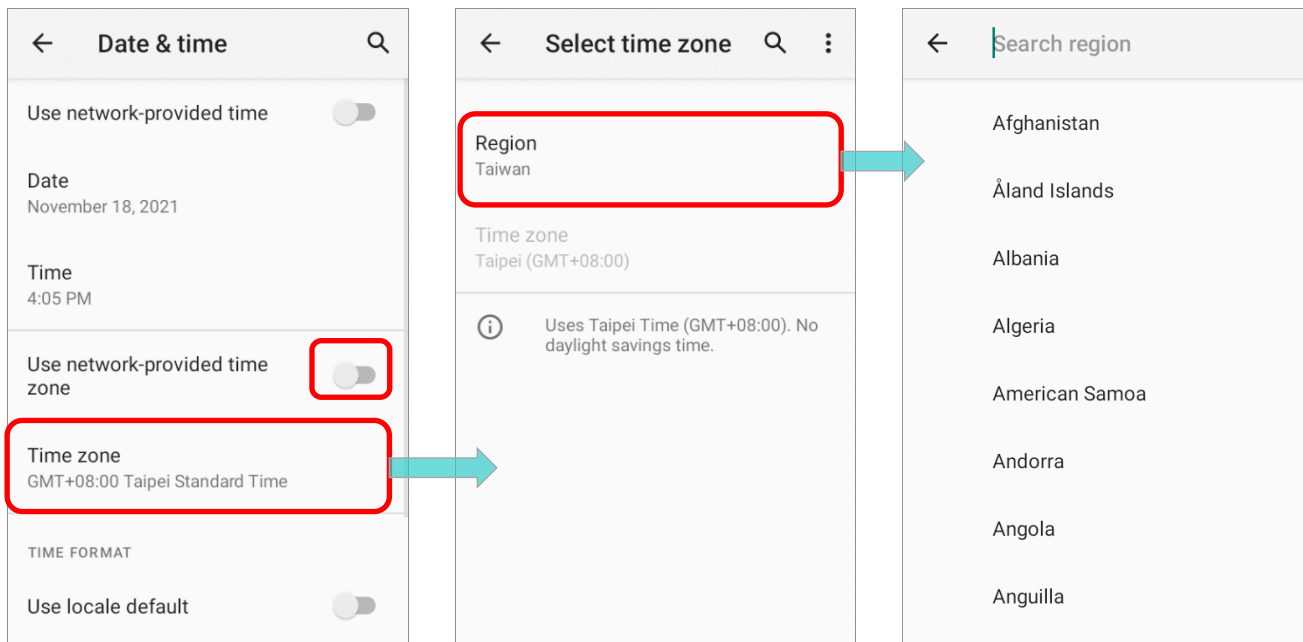 Date & time
Use network-provided time
Date
November 18, 2021
Time
4:05 PM
Use network-provided time
zone
Time zone
GMT+08:00 Taipei Standard Time
TIME FORMAT
Use locale default
Select time zone
Region
Taiwan
Time zone
Taipei (GMT+08:00)
Uses Taipei Time (GMT+08:00). No
daylight savings time.
Search region
Afghanistan
Åland Islands
Albania
Algeria
American Samoa
Andorra
Angola
Anguilla